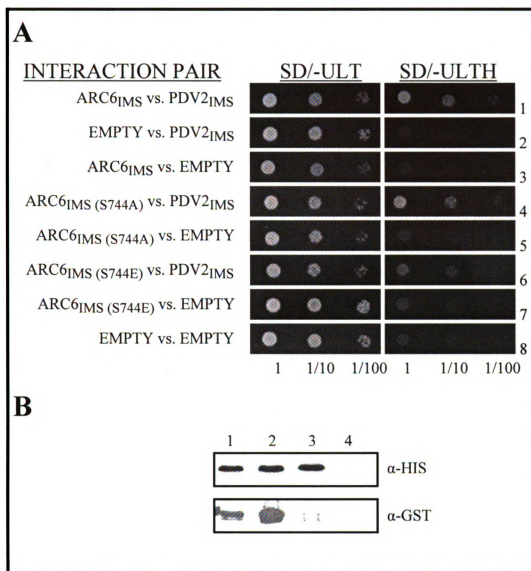 A
INTERACTION PAIR SD/-ULT SD/-ULTH
ARC6IMS vs. PDV2IMS 1
EMPTY vs. PDV2IMS 2
ARC6IMS vs. EMPTY 3
ARC6IMS (S744A) vs. PDV2IMS 4
ARC6IMS (S744A) vs. EMPTY 5
ARC6IMS (S744E) vs. PDV2IMS 6
ARC6IMS (S744E) vs. EMPTY 7
EMPTY vs. EMPTY 8
1 1/10 1/100 1 1/10 1/100
B
1 2 3 4
α-HIS
α-GST